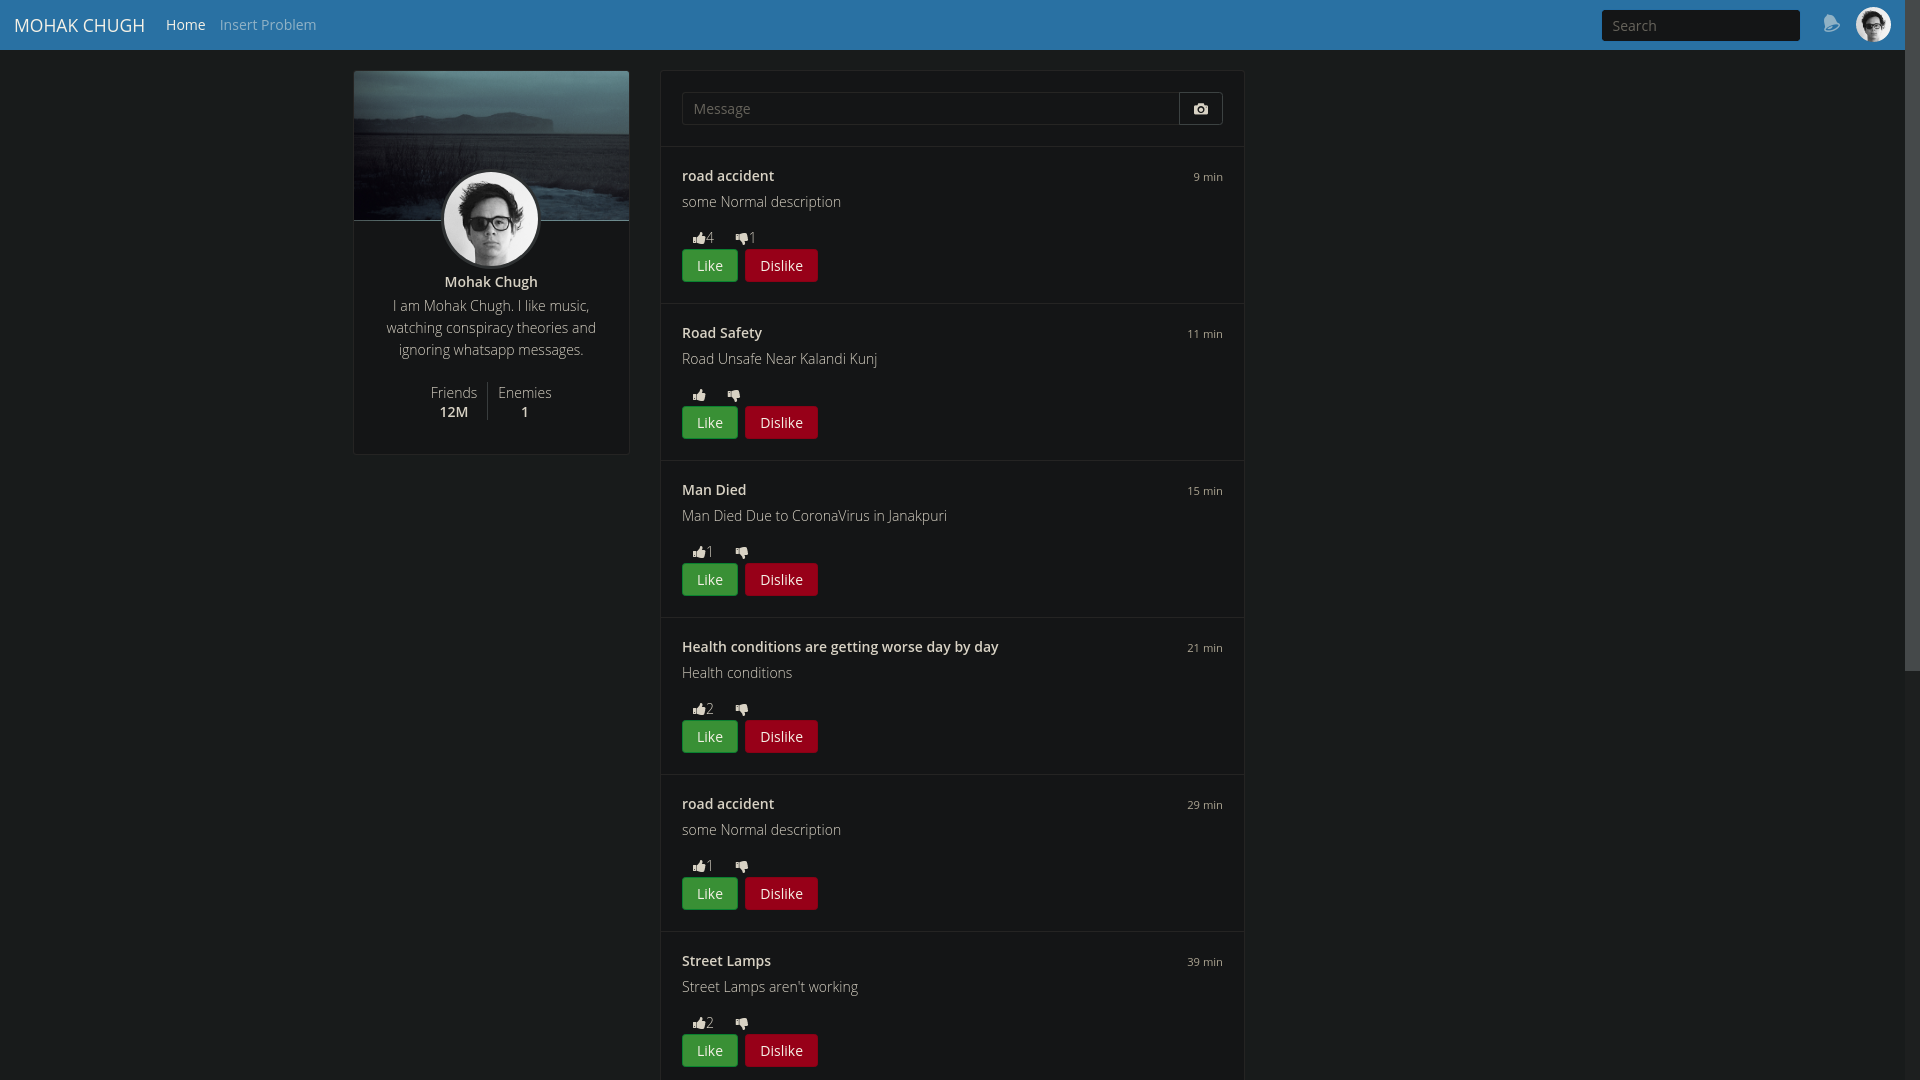 MOHAK CHUGH Home Insert Problem Search
Mohak Chugh
I am Mohak Chugh. I like music,
watching conspiracy theories and
ignoring whatsapp messages.
Friends Enemies
12M 1
Message
road accident 9 min
some Normal description
4 1
Like Dislike
Road Safety 11 min
Road Unsafe Near Kalandi Kunj
Like Dislike
Man Died 15 min
Man Died Due to CoronaVirus in Janakpuri
1
Like Dislike
Health conditions are getting worse day by day 21 min
Health conditions
2
Like Dislike
road accident 29 min
some Normal description
1
Like Dislike
Street Lamps 39 min
Street Lamps aren't working
2
Like Dislike